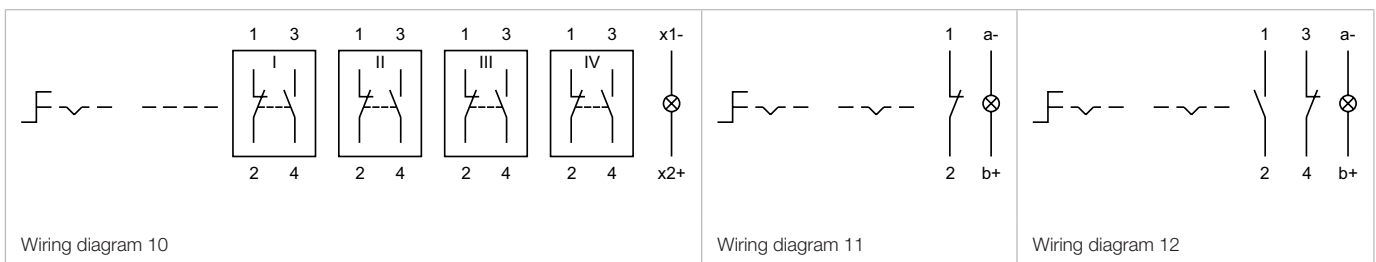 1 3 1 3 1 3 1 3 x1- 1 a- 1 3 a-
I II III IV
2 4 2 4 2 4 2 4 x2+ 2 b+ 2 4 b+
Wiring diagram 10 Wiring diagram 11 Wiring diagram 12